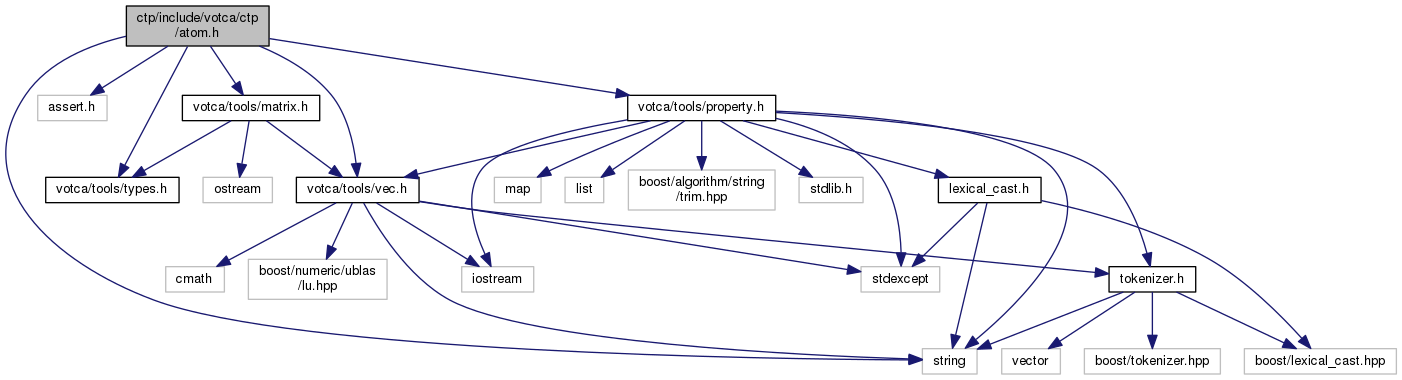 ctp/include/votca/ctp
/atom.h
assert.h
votca/tools/matrix.h
votca/tools/property.h
votca/tools/types.h
ostream
votca/tools/vec.h
map
list
boost/algorithm/string
/trim.hpp
stdlib.h
lexical_cast.h
cmath
boost/numeric/ublas
/lu.hpp
iostream
stdexcept
tokenizer.h
string
vector
boost/tokenizer.hpp
boost/lexical_cast.hpp